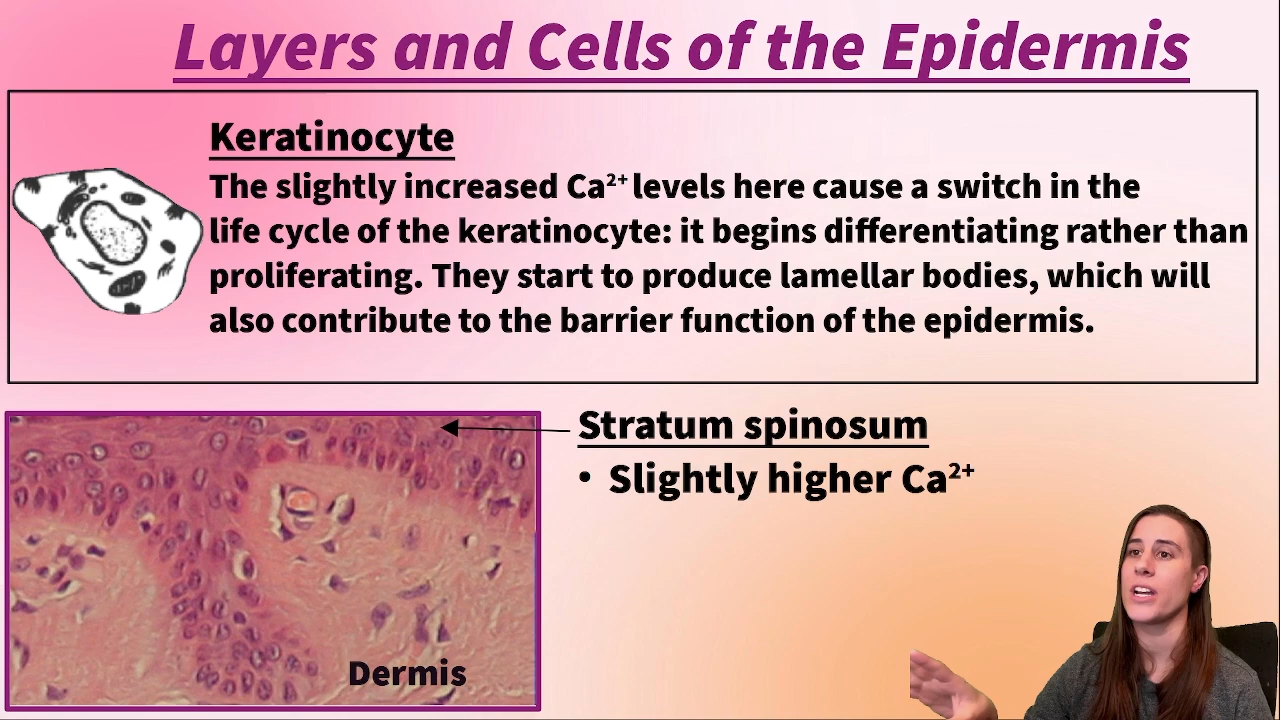 Layers and Cells of the Epidermis
Keratinocyte
The slightly increased Ca²⁺ levels here cause a switch in the
life cycle of the keratinocyte: it begins differentiating rather than
proliferating. They start to produce lamellar bodies, which will
also contribute to the barrier function of the epidermis.
Stratum spinosum
• Slightly higher Ca²⁺
Dermis